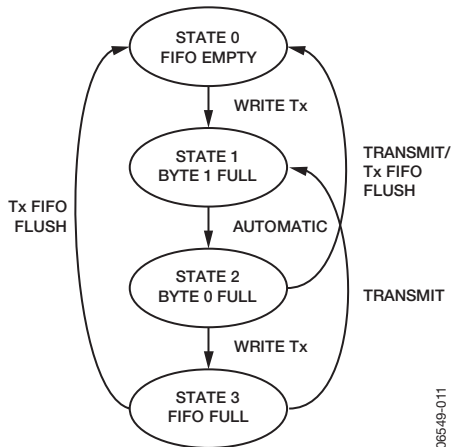 STATE 0
FIFO EMPTY
WRITE Tx
STATE 1
BYTE 1 FULL
TRANSMIT/
Tx FIFO
FLUSH
Tx FIFO
FLUSH
AUTOMATIC
STATE 2
BYTE 0 FULL
TRANSMIT
WRITE Tx
STATE 3
FIFO FULL
06549-011